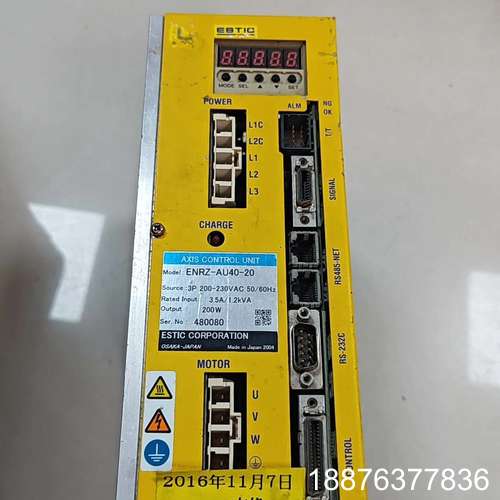 ESTIC
88888
MODE SEL ▲ ▼ SET
POWER
ALM
NG
OK
L1C
L2C
L1
L2
L3
T/T
SIGNAL
CHARGE
RS485-NET
AXIS CONTROL UNIT
Model ENRZ-AU40-20
Source : 3P 200-230VAC 50/60Hz
Rated Input 3.5A/1.2kVA
Output 200W
Ser. No 480080
ESTIC CORPORATION
OSAKA-JAPAN Made in Japan 2004
RS-232C
MOTOR
U
V
W
CONTROL
2016年11月7日
18876377836